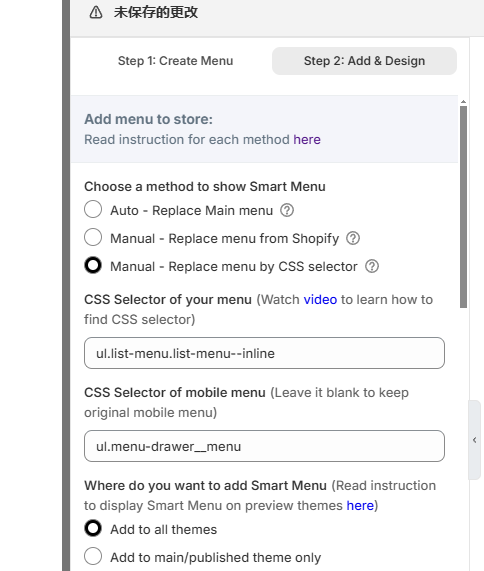 未保存的更改
Step 1: Create Menu
Step 2: Add & Design
Add menu to store:
Read instruction for each method here
Choose a method to show Smart Menu
Auto - Replace Main menu
Manual - Replace menu from Shopify
Manual - Replace menu by CSS selector
CSS Selector of your menu (Watch video to learn how to
find CSS selector)
ul.list-menu.list-menu--inline
CSS Selector of mobile menu (Leave it blank to keep
original mobile menu)
ul.menu-drawer__menu
Where do you want to add Smart Menu (Read instruction
to display Smart Menu on preview themes here)
Add to all themes
Add to main/published theme only